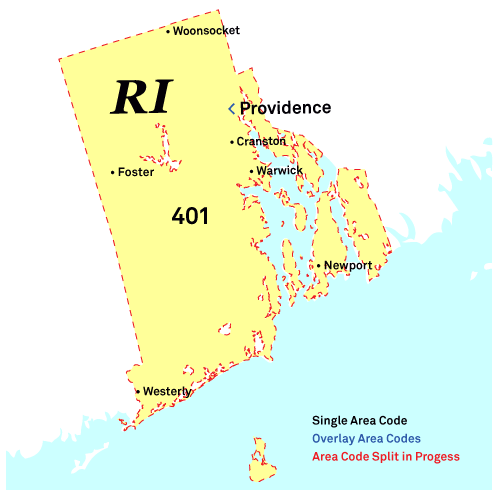 Woonsocket
RI
Providence
Cranston
Foster
Warwick
401
Newport
Westerly
Single Area Code
Overlay Area Codes
Area Code Split in Progess